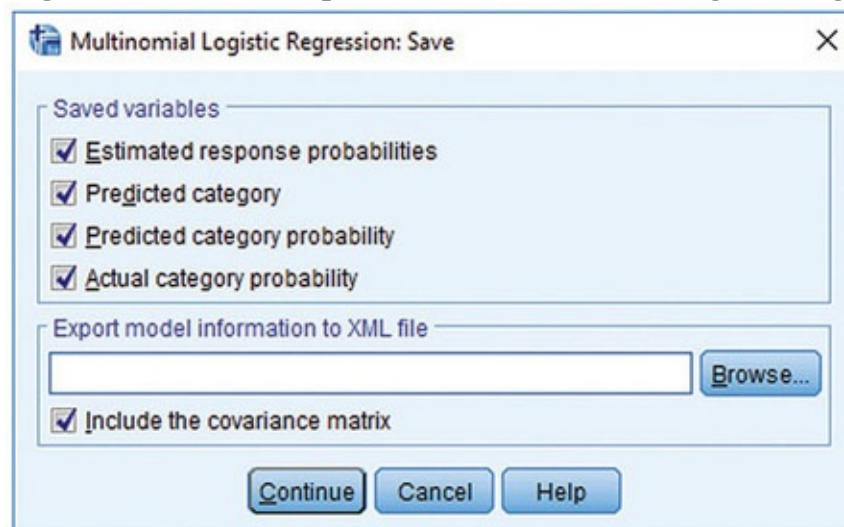 Multinomial Logistic Regression: Save
Saved variables
Estimated response probabilities
Predicted category
Predicted category probability
Actual category probability
Export model information to XML file
Browse...
Include the covariance matrix
Continue Cancel Help